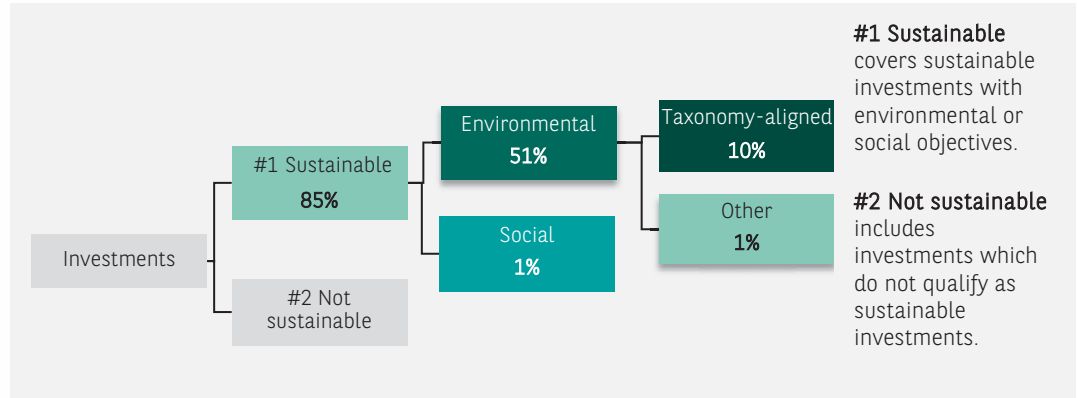 Investments
#1 Sustainable
85%
#2 Not
sustainable
Environmental
51%
Social
1%
Taxonomy-aligned
10%
Other
1%
#1 Sustainable
covers sustainable
investments with
environmental or
social objectives.
#2 Not sustainable
includes
investments which
do not qualify as
sustainable
investments.